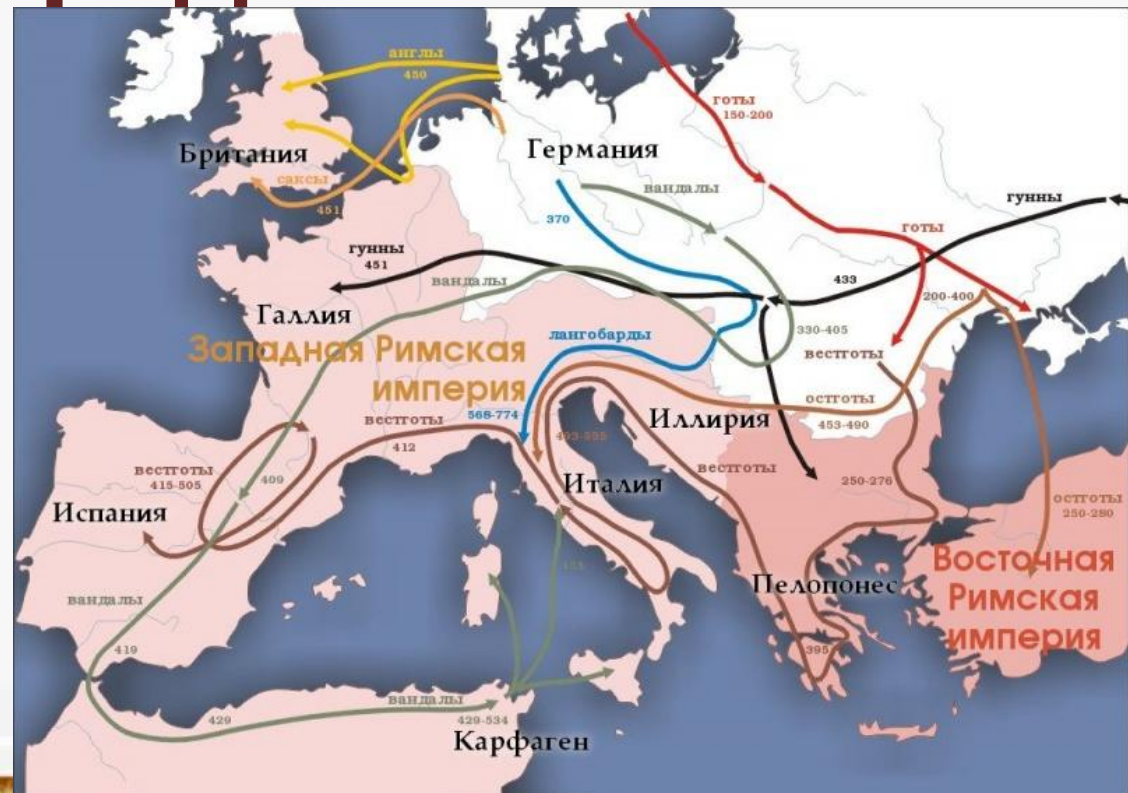 англы
450
готы
150-200
Британия
Германия
саксы
451
вандалы
370
гунны
гунны
451
готы
вандалы
433
200-400
Галлия
330-405
Западная Римская
империя
лангобарды
вестготы
568-774
остготы
453-490
Иллирия
вестготы
412
вестготы
415-505
409
493-555
вестготы
Италия
250-276
Испания
остготы
250-280
Восточная
Римская
империя
Пелопонес
вандалы
419
395
429
вандалы
429-534
Карфаген